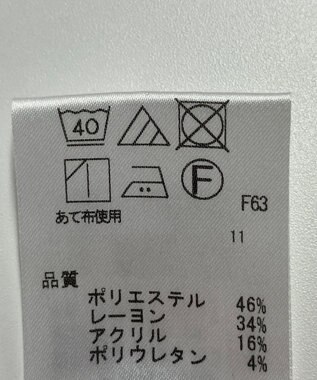 40
F
F63
あて布使用
11
品質
ポリエステル 46%
レーヨン 34%
アクリル 16%
ポリウレタン 4%